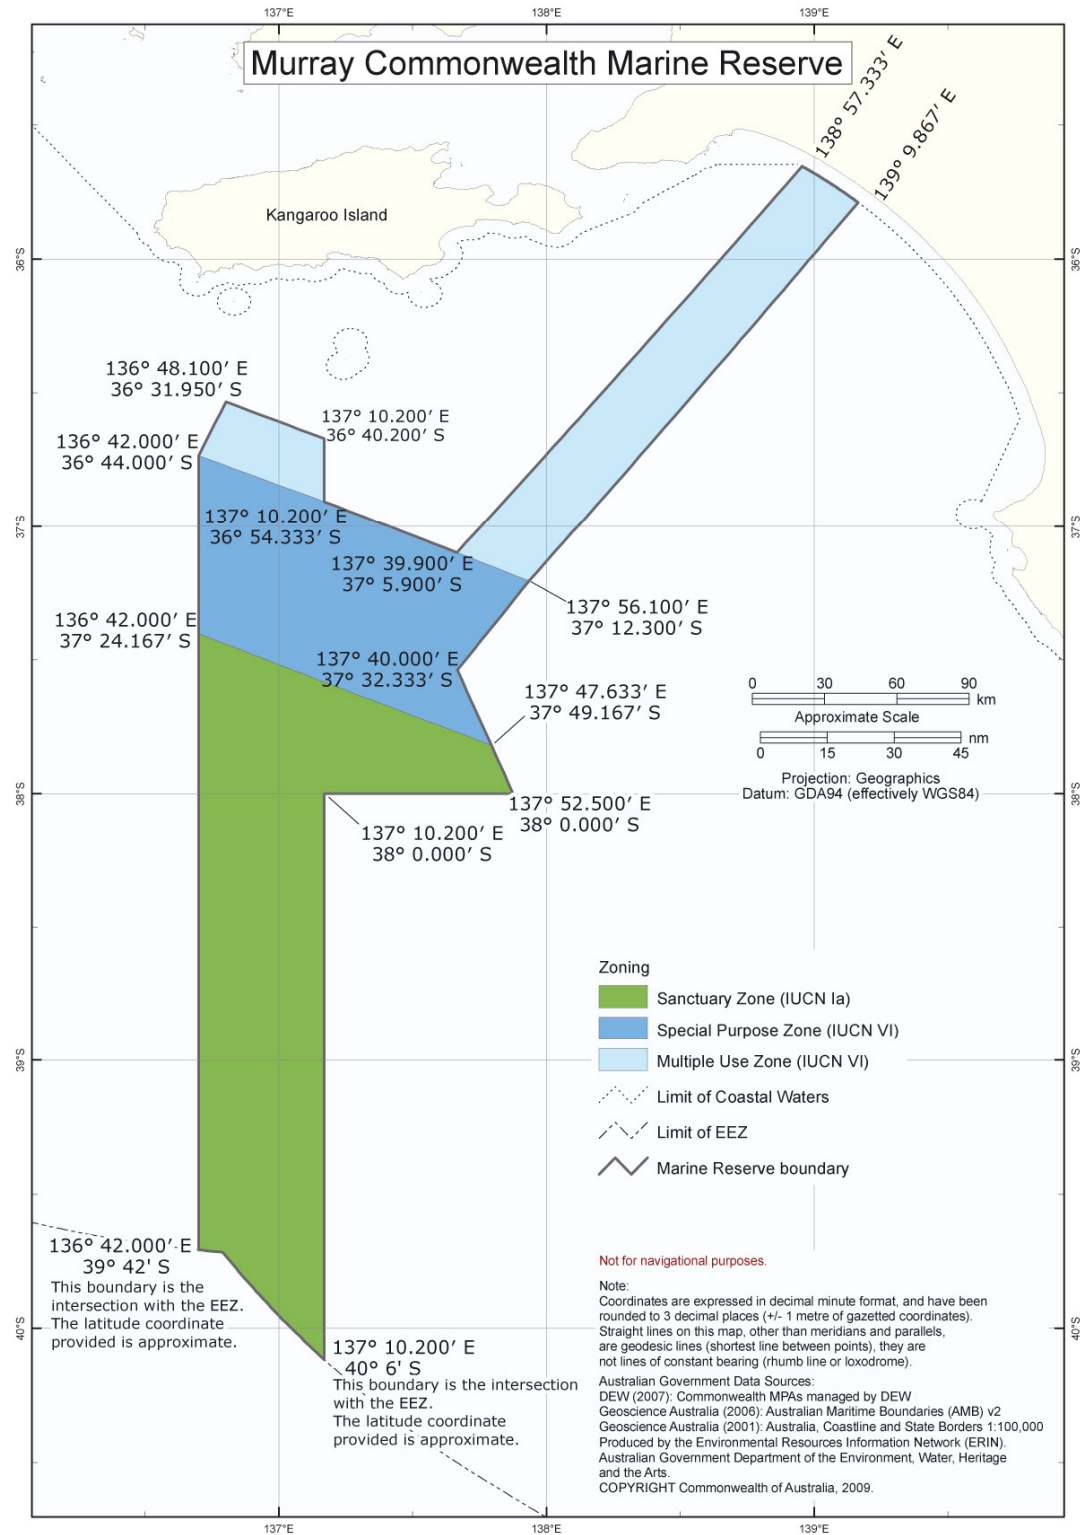 137°E
138°E
139°E
Murray Commonwealth Marine Reserve
138° 57.333′ E
139° 9.867′ E
Kangaroo Island
36°S
36°S
136° 48.100′ E
36° 31.950′ S
137° 10.200′ E
36° 40.200′ S
136° 42.000′ E
36° 44.000′ S
137° 10.200′ E
36° 54.333′ S
37°S
37°S
137° 39.900′ E
37° 5.900′ S
137° 56.100′ E
37° 12.300′ S
136° 42.000′ E
37° 24.167′ S
137° 40.000′ E
37° 32.333′ S
137° 47.633′ E
37° 49.167′ S
0 30 60 90
km
Approximate Scale
nm
0 15 30 45
Projection: Geographics
Datum: GDA94 (effectively WGS84)
38°S
38°S
137° 52.500′ E
38° 0.000′ S
137° 10.200′ E
38° 0.000′ S
Zoning
Sanctuary Zone (IUCN Ia)
Special Purpose Zone (IUCN VI)
Multiple Use Zone (IUCN VI)
39°S
39°S
Limit of Coastal Waters
Limit of EEZ
Marine Reserve boundary
136° 42.000′ E
39° 42' S
This boundary is the
intersection with the EEZ.
The latitude coordinate
provided is approximate.
40°S
40°S
137° 10.200′ E
40° 6' S
This boundary is the intersection
with the EEZ.
The latitude coordinate
provided is approximate.
Not for navigational purposes.
Note:
Coordinates are expressed in decimal minute format, and have been
rounded to 3 decimal places (+/- 1 metre of gazetted coordinates).
Straight lines on this map, other than meridians and parallels,
are geodesic lines (shortest line between points), they are
not lines of constant bearing (rhumb line or loxodrome).
Australian Government Data Sources:
DEW (2007): Commonwealth MPAs managed by DEW
Geoscience Australia (2006): Australian Maritime Boundaries (AMB) v2
Geoscience Australia (2001): Australia, Coastline and State Borders 1:100,000
Produced by the Environmental Resources Information Network (ERIN).
Australian Government Department of the Environment, Water, Heritage
and the Arts.
COPYRIGHT Commonwealth of Australia, 2009.
137°E
138°E
139°E